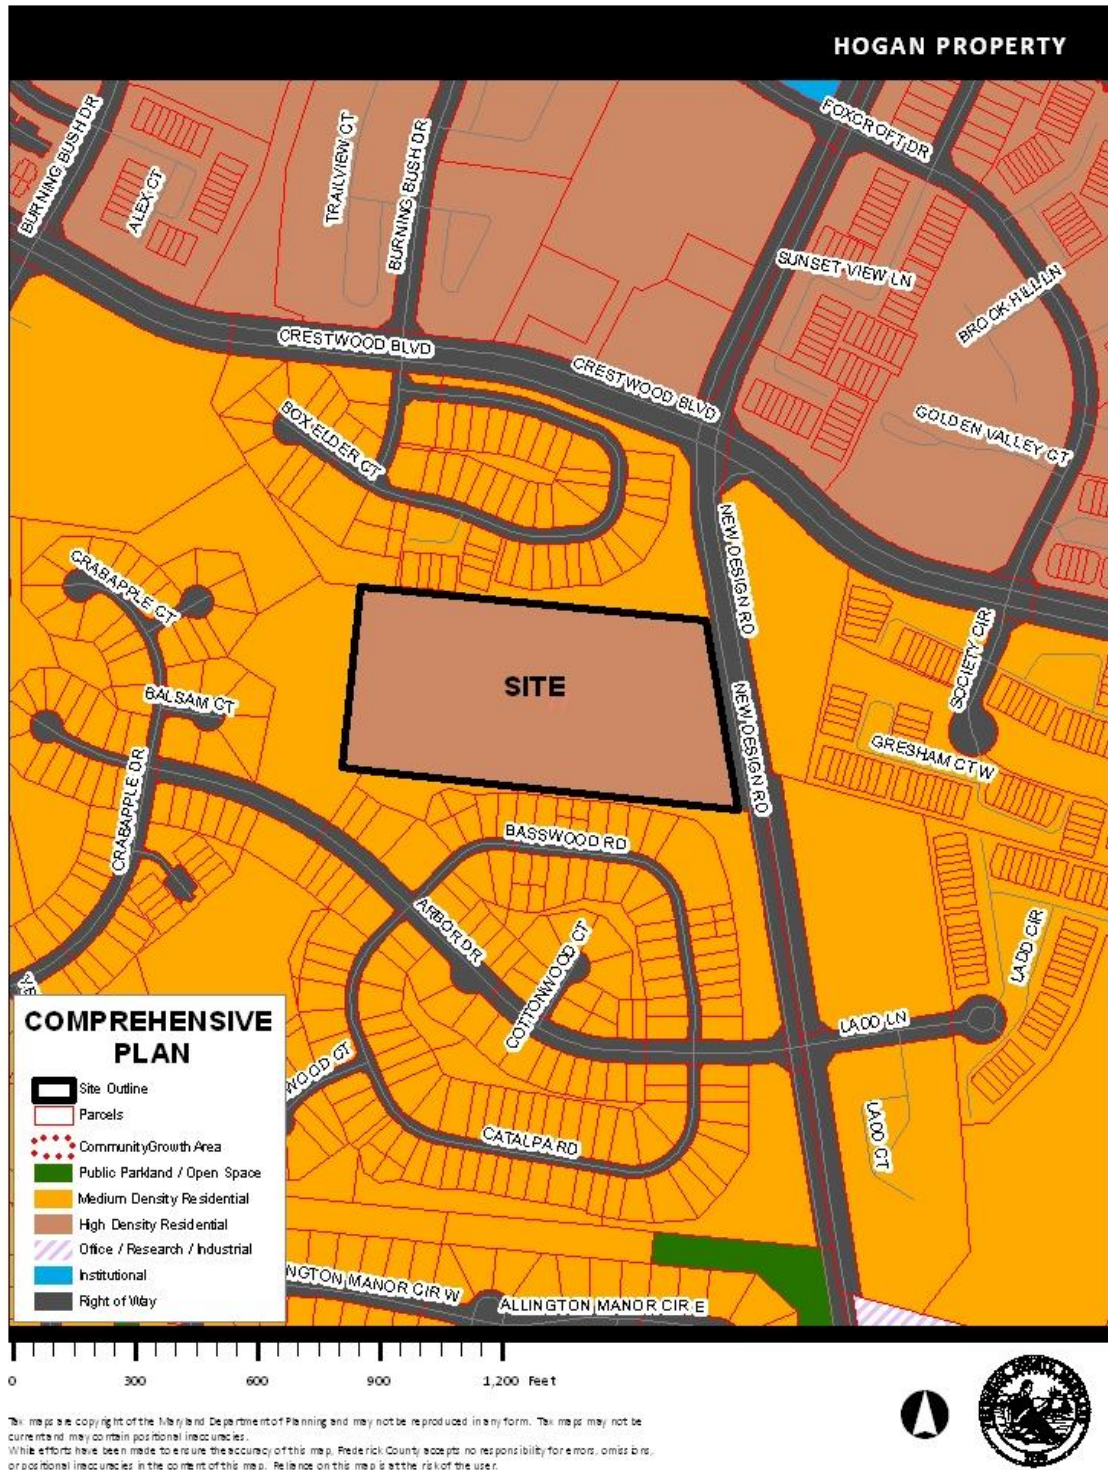 HOGAN PROPERTY
BURNING BUSH DR
ALEX CT
TRAILVIEW CT
BURNING BUSH DR
FOXCROFT DR
SUNSET VIEW LN
BROOK HILL LN
CRESTWOOD BLVD
CRESTWOOD BLVD
GOLDEN VALLEY CT
BOX ELDER CT
NEW DESIGN RD
CRABAPPLE CT
SOCIETY CIR
SITE
BALSAM CT
NEW DESIGN RD
GRESHAM CT W
CRABAPPLE DR
BASSWOOD RD
ARBOR DR
COTTONWOOD CT
LADD CIR
LADD LN
WOOD CT
CATALPA RD
LADD CT
NGTON MANOR CIR W
ALLINGTON MANOR CIR E
COMPREHENSIVE
PLAN
Site Outline
Parcels
CommunityGrowth Area
Public Parkland / Open Space
Medium Density Residential
High Density Residential
Office / Research / Industrial
Institutional
Right of Way
0 300 600 900 1,200 Feet
Tax maps are copyright of the Maryland Department of Planning and may not be reproduced in any form. Tax maps may not be
current and may contain positional inaccuracies.
While efforts have been made to ensure the accuracy of this map, Frederick County accepts no responsibility for errors, omissions,
or positional inaccuracies in the content of this map. Reliance on this map is at the risk of the user.